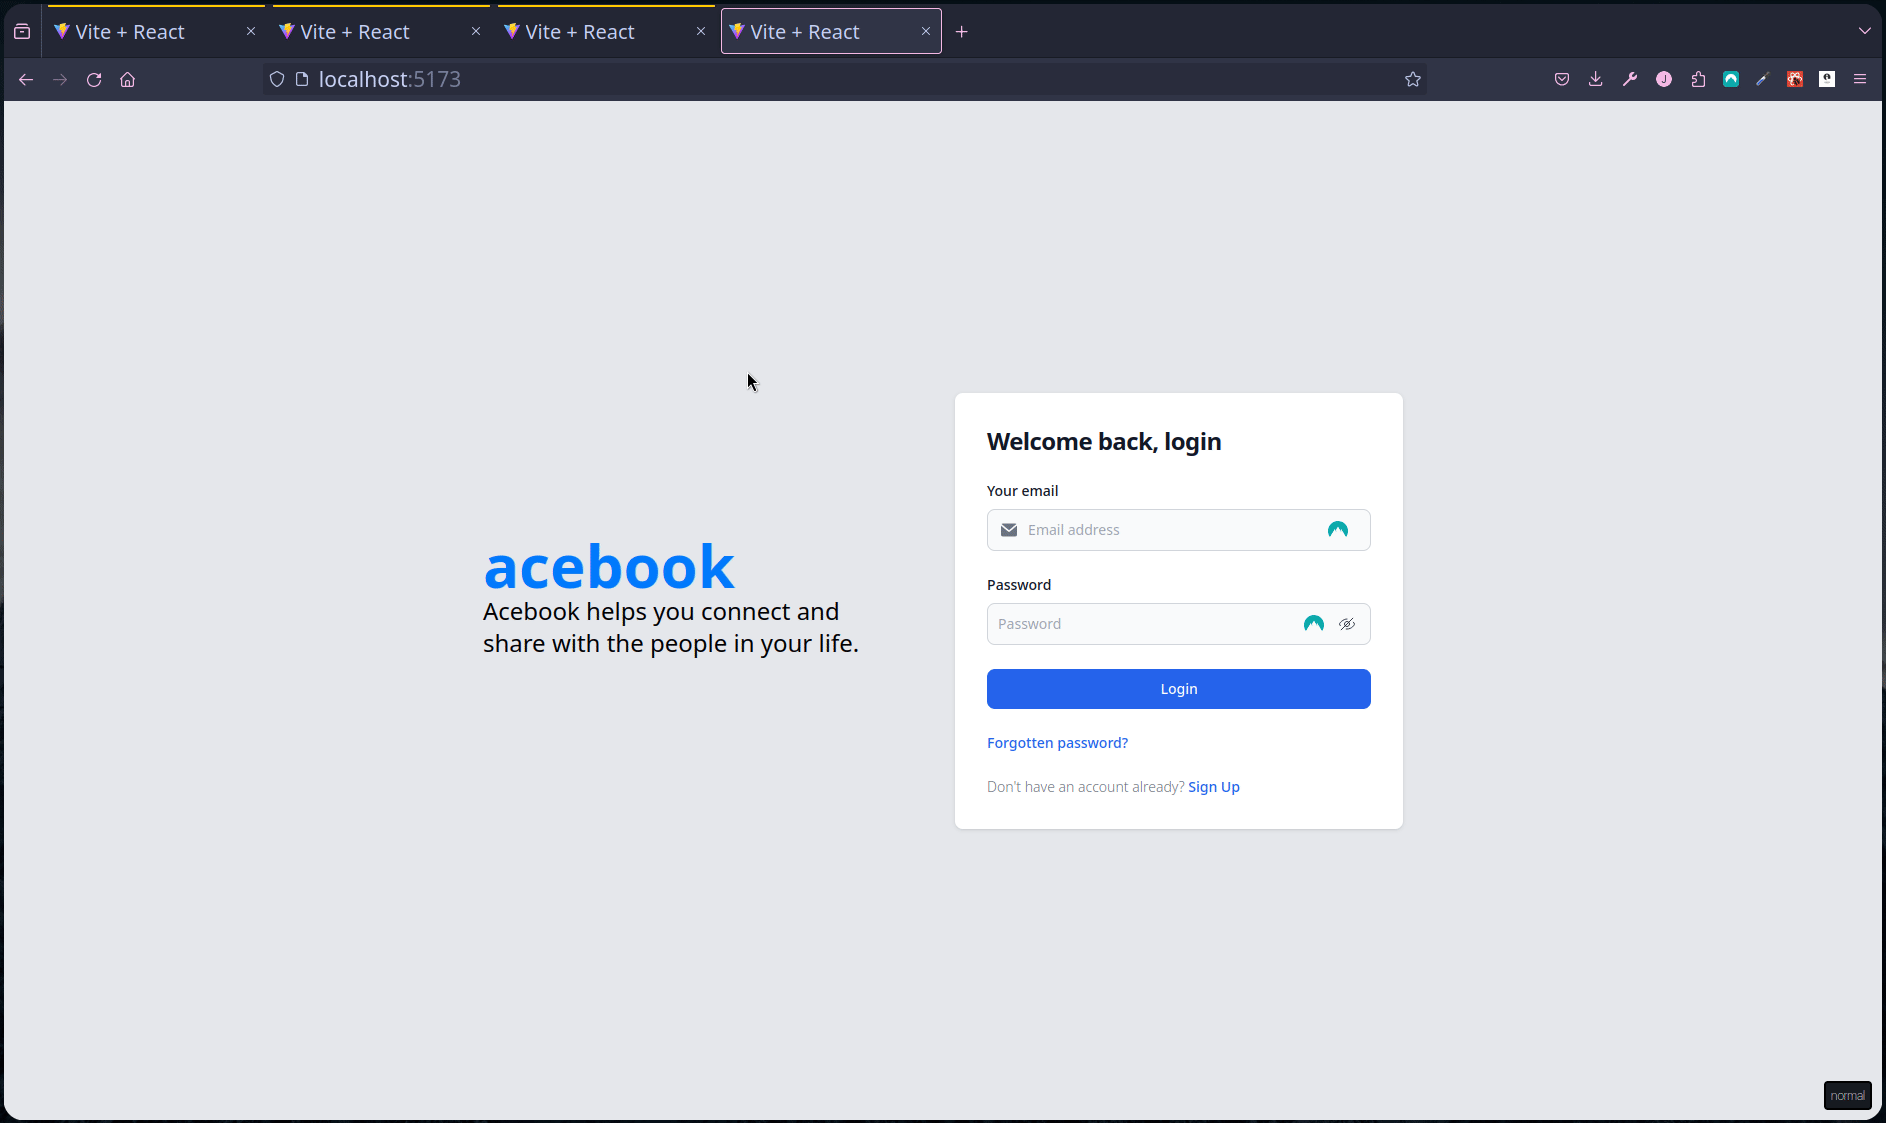 Vite + React
Vite + React
Vite + React
Vite + React
localhost:5173
J
acebook
Acebook helps you connect and
share with the people in your life.
Welcome back, login
Your email
Email address
Password
Password
Login
Forgotten password?
Don't have an account already? Sign Up
normal